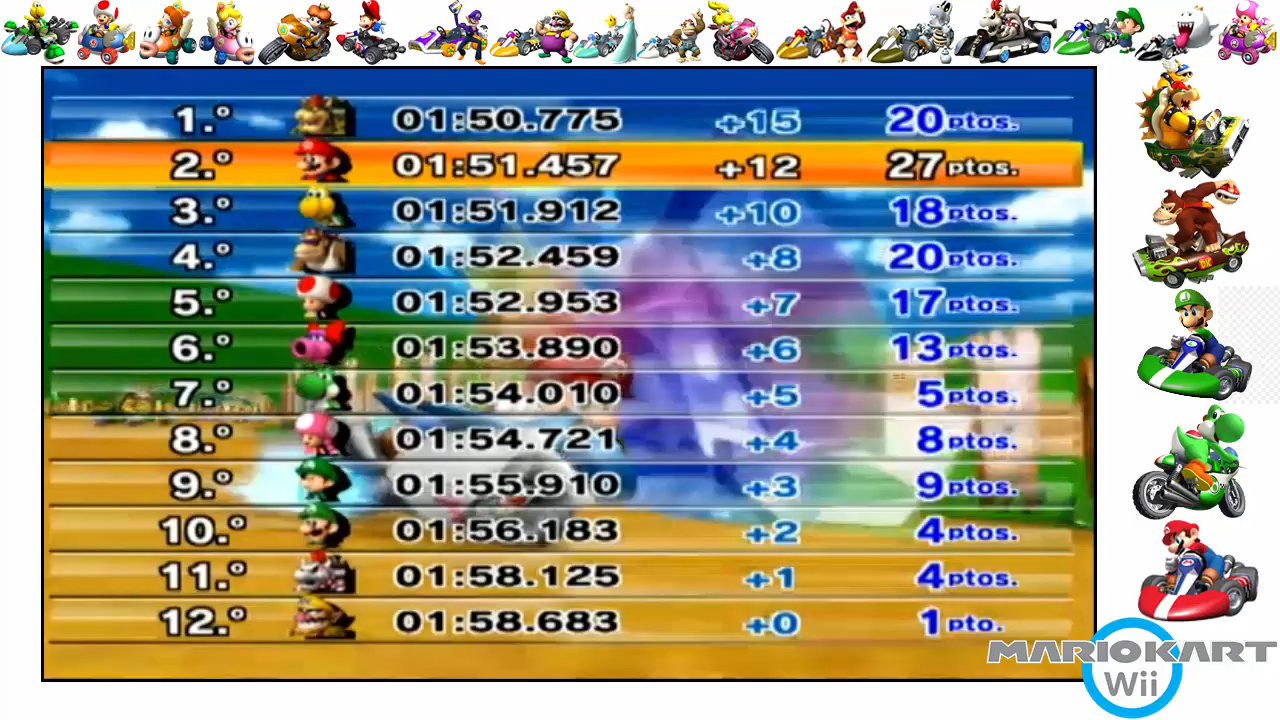 1.º 01:50.775 +15 20ptos.
2.º 01:51.457 +12 27ptos.
3.º 01:51.912 +10 18ptos.
4.º 01:52.459 +8 20ptos.
5.º 01:52.953 +7 17ptos.
6.º 01:53.890 +6 13ptos.
7.º 01:54.010 +5 5ptos.
8.º 01:54.721 +4 8ptos.
9.º 01:55.910 +3 9ptos.
10.º 01:56.183 +2 4ptos.
11.º 01:58.125 +1 4ptos.
12.º 01:58.683 +0 1pto.
MARIOKART
Wii